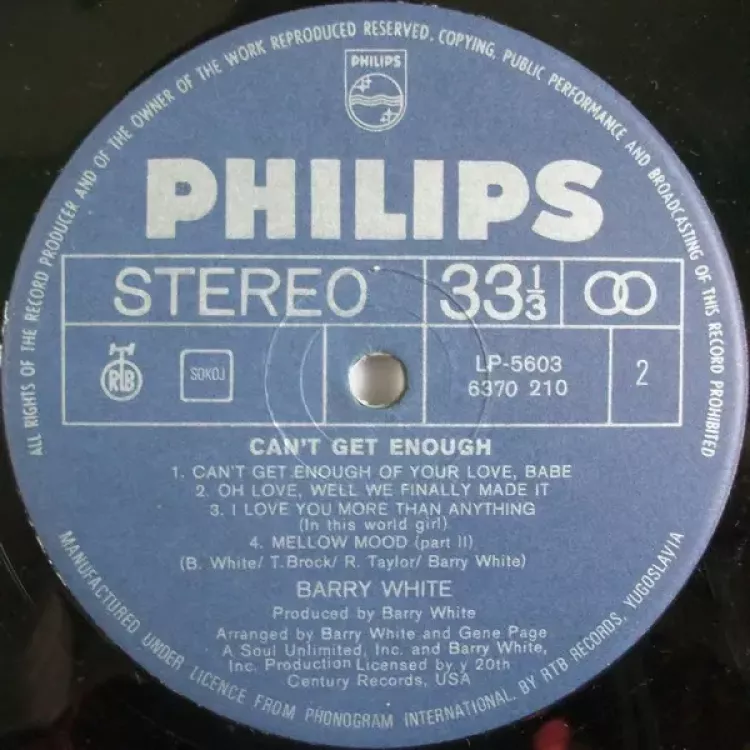 ALL RIGHTS OF THE RECORD PRODUCER AND OF THE OWNER OF THE WORK REPRODUCED RESERVED. COPYING, PUBLIC PERFORMANCE AND BROADCASTING OF THIS RECORD PROHIBITED
PHILIPS
PHILIPS
STEREO 33 1/3
RTB SOKOJ LP-5603 2
6370 210
CAN'T GET ENOUGH
1. CAN'T GET ENOUGH OF YOUR LOVE, BABE
2. OH LOVE, WELL WE FINALLY MADE IT
3. I LOVE YOU MORE THAN ANYTHING
(In this world girl)
4. MELLOW MOOD (part II)
(B. White/ T. Brock/ R. Taylor/ Barry White)
BARRY WHITE
Produced by Barry White
Arranged by Barry White and Gene Page
A Soul Unlimited, Inc. and Barry White,
Inc. Production Licensed by y 20th
Century Records, USA
MANUFACTURED UNDER LICENCE FROM PHONOGRAM INTERNATIONAL, BY RTB RECORDS, YUGOSLAVIA